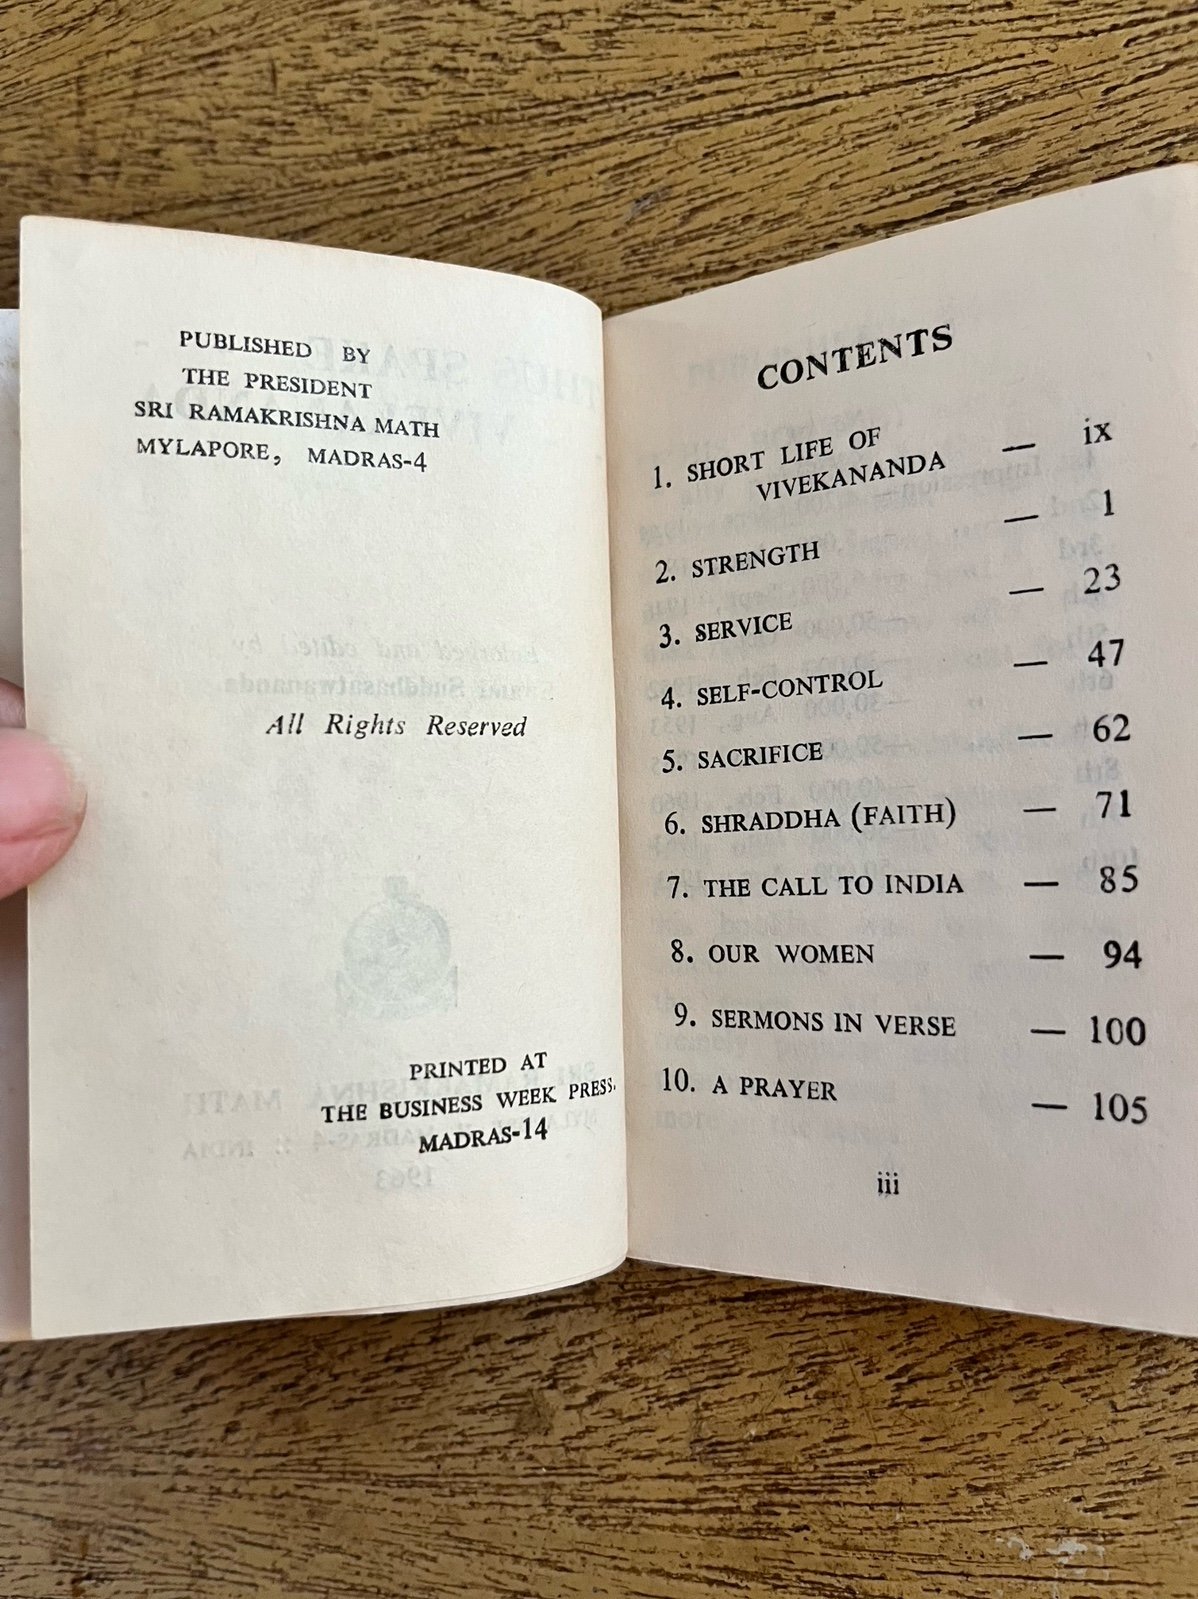 PUBLISHED BY
THE PRESIDENT
SRI RAMAKRISHNA MATH
MYLAPORE, MADRAS-4
All Rights Reserved
PRINTED AT
THE BUSINESS WEEK PRESS,
MADRAS-14
CONTENTS
1. SHORT LIFE OF
VIVEKANANDA — ix
2. STRENGTH — 1
3. SERVICE — 23
4. SELF-CONTROL — 47
5. SACRIFICE — 62
6. SHRADDHA (FAITH) — 71
7. THE CALL TO INDIA — 85
8. OUR WOMEN — 94
9. SERMONS IN VERSE — 100
10. A PRAYER — 105
iii